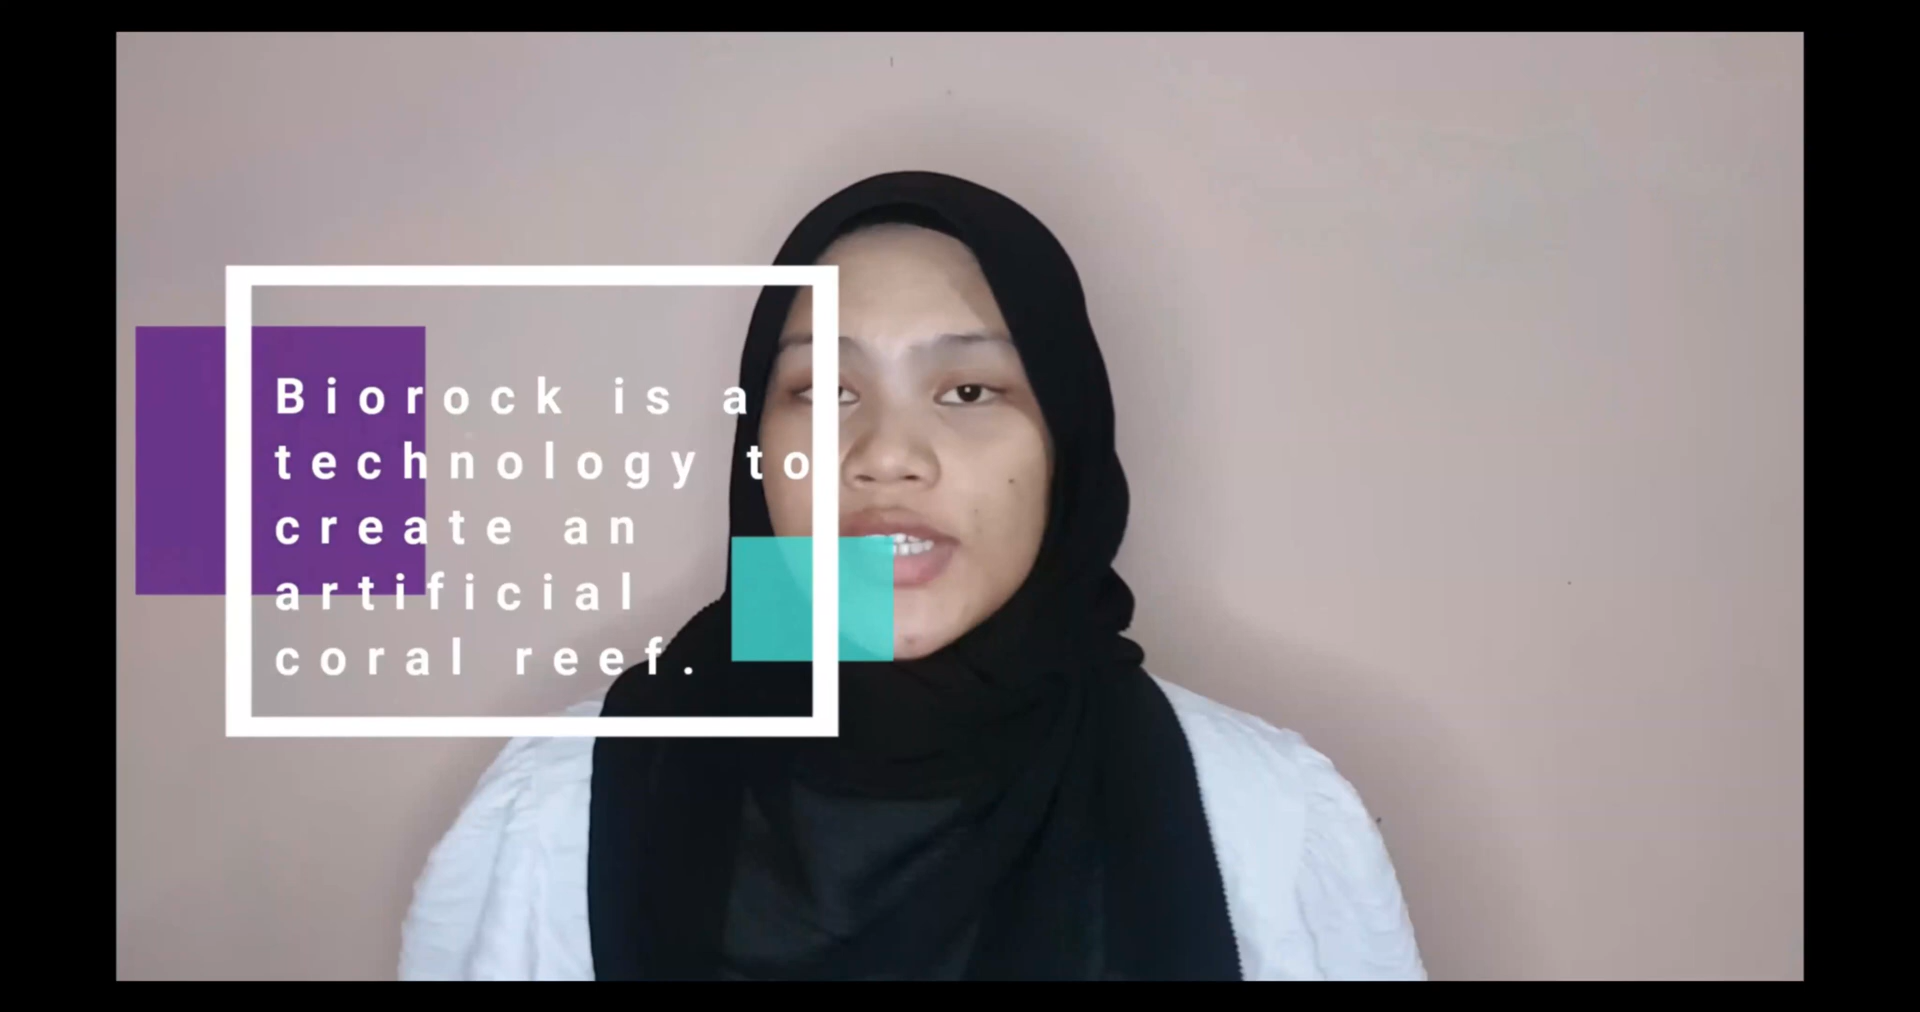 Biorock is a
technology to
create an
artificial
coral reef.